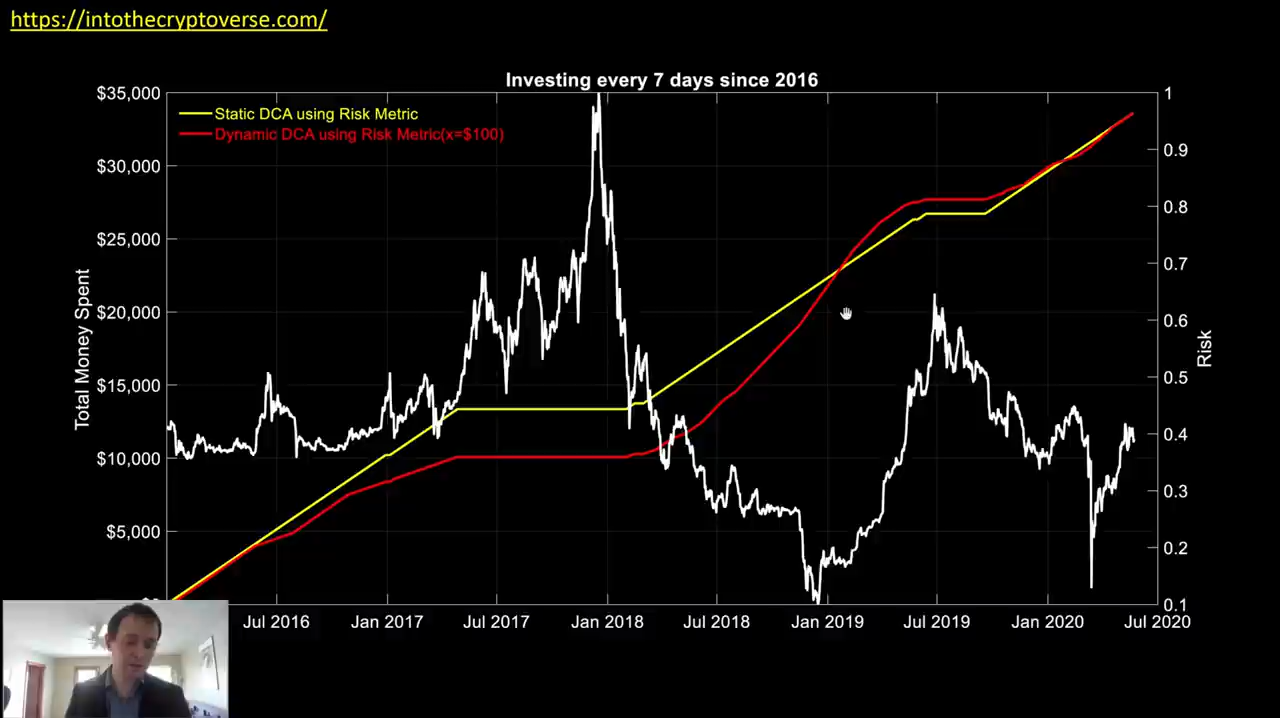 https://intothecryptoverse.com/
Investing every 7 days since 2016
Static DCA using Risk Metric
Dynamic DCA using Risk Metric(x=$100)
$35,000
$30,000
$25,000
$20,000
$15,000
$10,000
$5,000
Total Money Spent
1
0.9
0.8
0.7
0.6
0.5
0.4
0.3
0.2
0.1
Risk
Jul 2016
Jan 2017
Jul 2017
Jan 2018
Jul 2018
Jan 2019
Jul 2019
Jan 2020
Jul 2020